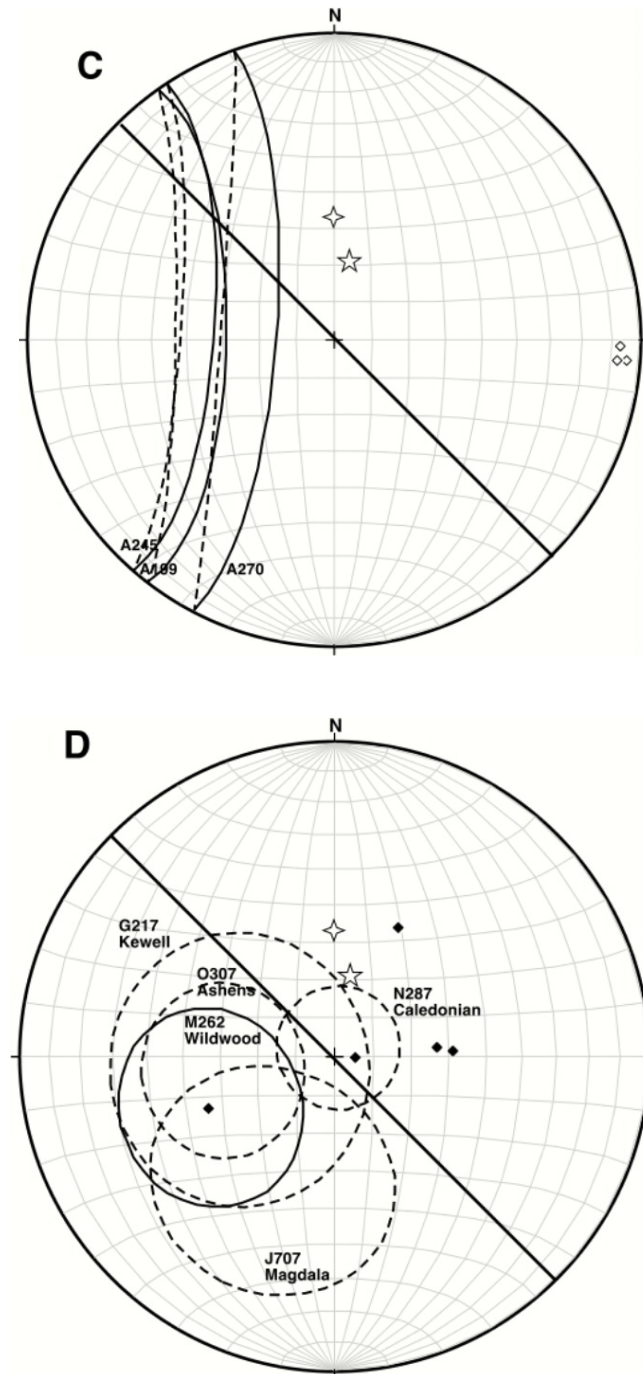 N
C
A245
A199
A270
N
D
G217
Kewell
O307
Ashens
N287
Caledonian
M262
Wildwood
J707
Magdala